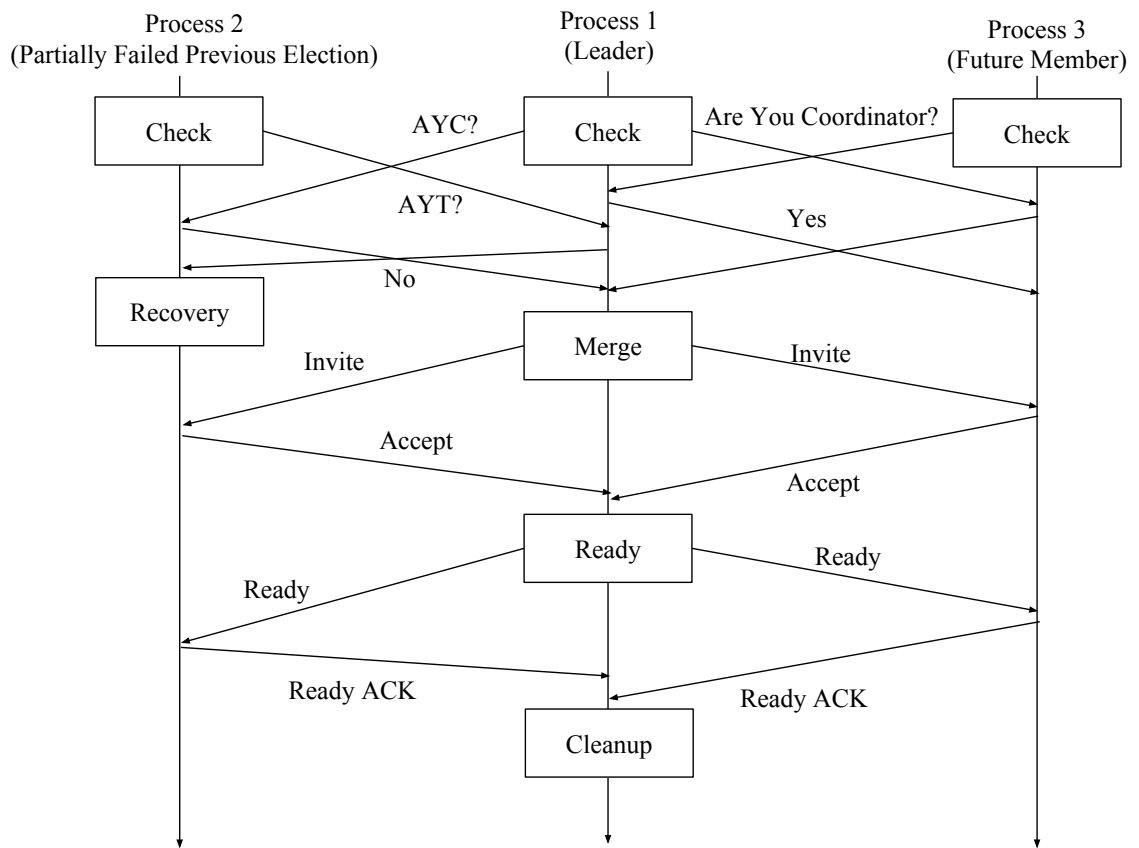 Process 2
(Partially Failed Previous Election)
Process 1
(Leader)
Process 3
(Future Member)
Check
AYC?
Check
Are You Coordinator?
Check
AYT?
Yes
No
Recovery
Invite
Merge
Invite
Accept
Accept
Ready
Ready
Ready
Ready ACK
Ready ACK
Cleanup